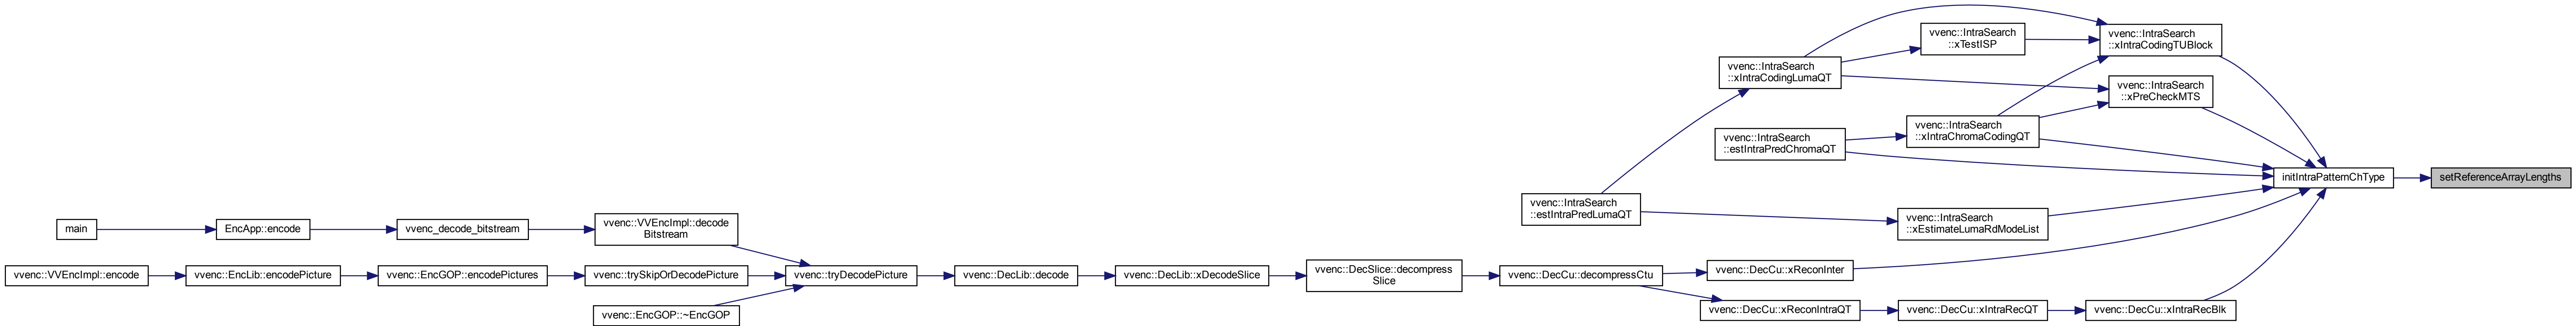 main
vvenc::VVEncImpl::encode
EncApp::encode
vvenc::EncLib::encodePicture
vvenc_decode_bitstream
vvenc::EncGOP::encodePictures
vvenc::VVEncImpl::decode
Bitstream
vvenc::trySkipOrDecodePicture
vvenc::EncGOP::~EncGOP
vvenc::tryDecodePicture
vvenc::DecLib::decode
vvenc::DecLib::xDecodeSlice
vvenc::DecSlice::decompress
Slice
vvenc::DecCu::decompressCtu
vvenc::IntraSearch
::xIntraCodingLumaQT
vvenc::IntraSearch
::estIntraPredChromaQT
vvenc::IntraSearch
::estIntraPredLumaQT
vvenc::DecCu::xReconInter
vvenc::DecCu::xReconIntraQT
vvenc::IntraSearch
::xTestISP
vvenc::IntraSearch
::xIntraChromaCodingQT
vvenc::IntraSearch
::xEstimateLumaRdModeList
vvenc::DecCu::xIntraRecQT
vvenc::IntraSearch
::xIntraCodingTUBlock
vvenc::IntraSearch
::xPreCheckMTS
vvenc::DecCu::xIntraRecBlk
initIntraPatternChType
setReferenceArrayLengths